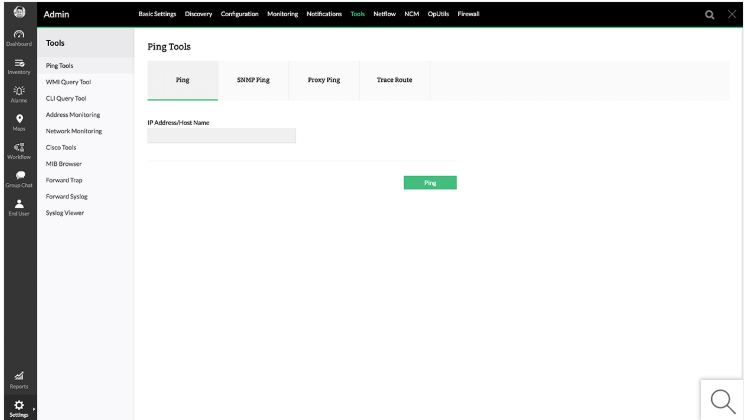 Admin
Basic Settings Discovery Configuration Monitoring Notifications Tools Netflow NCM OpUtils Firewall
Dashboard
Inventory
Alarms
Maps
Workflow
Group Chat
End User
Reports
Settings
Tools
Ping Tools
WMI Query Tool
CLI Query Tool
Address Monitoring
Network Monitoring
Cisco Tools
MIB Browser
Forward Trap
Forward Syslog
Syslog Viewer
Ping Tools
Ping SNMP Ping Proxy Ping Trace Route
IP Address/Host Name
Ping